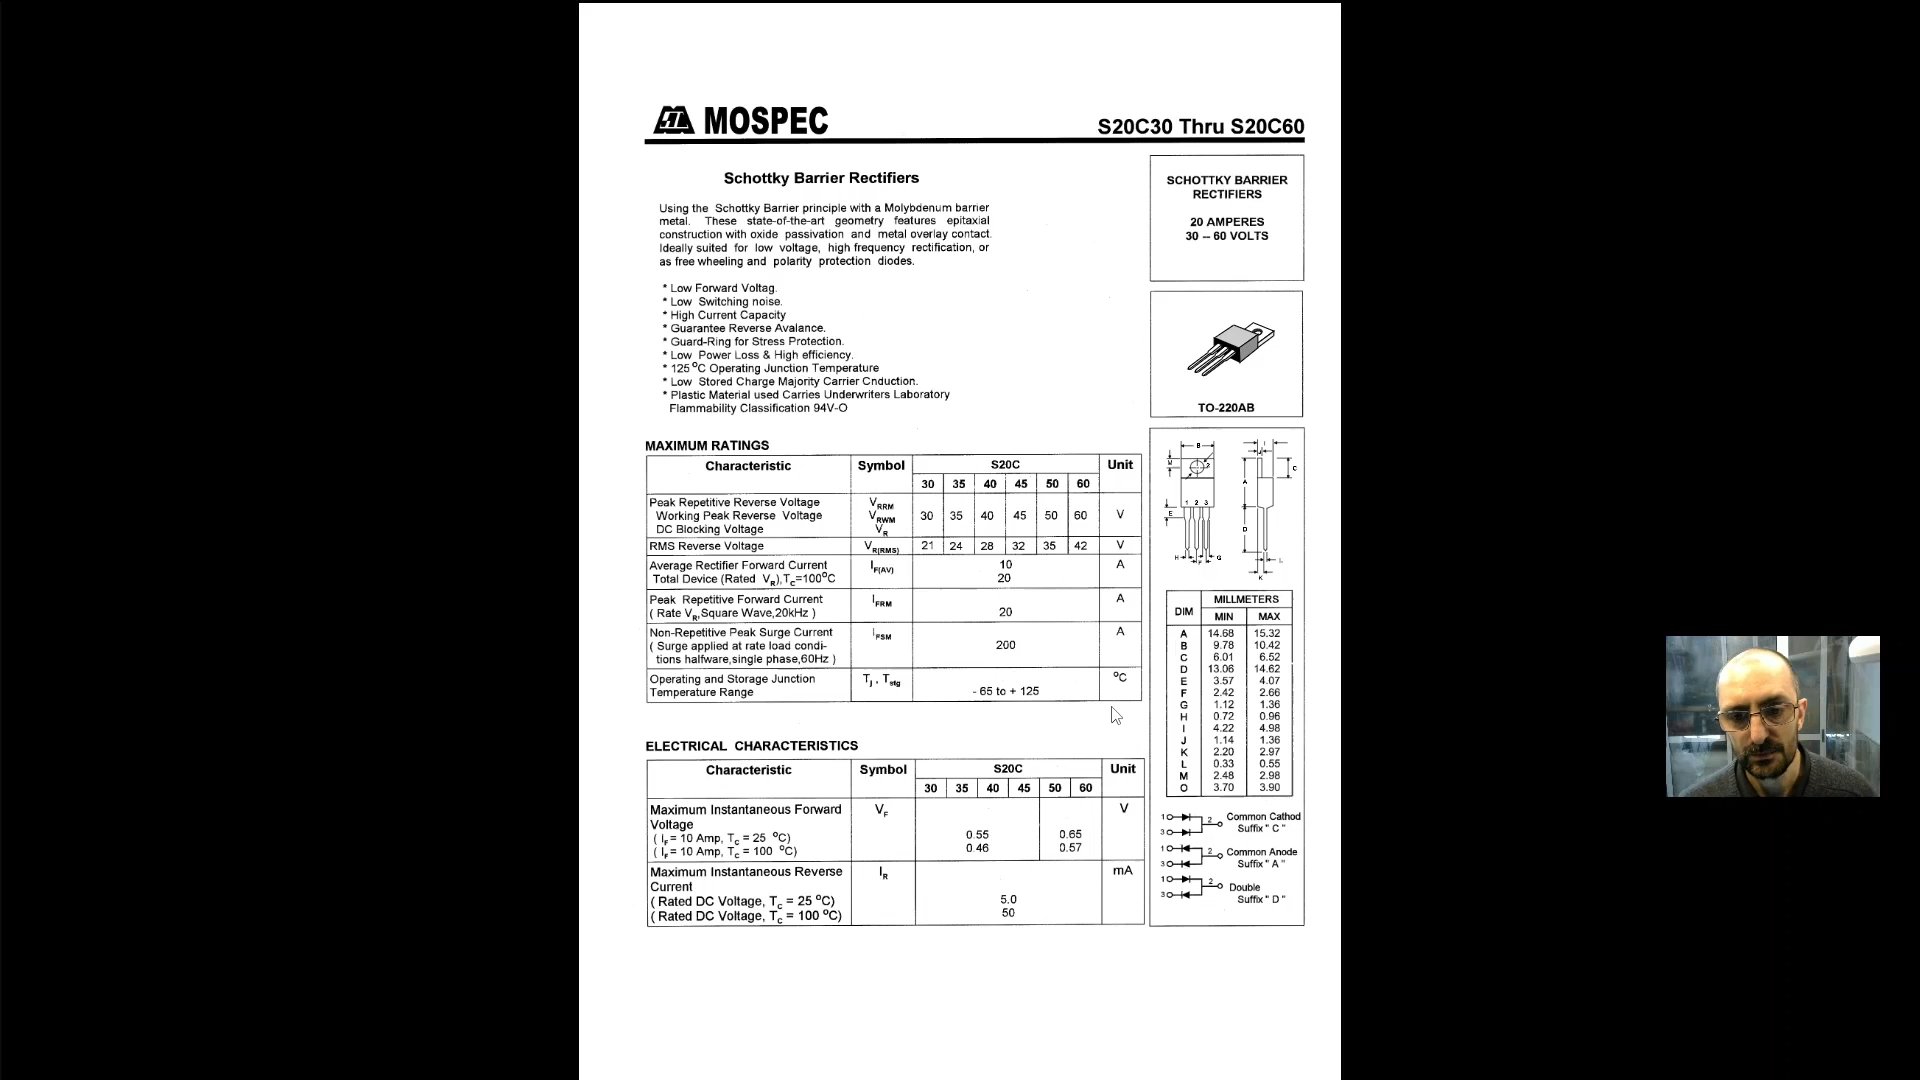 MOSPEC
S20C30 Thru S20C60
Schottky Barrier Rectifiers
Using the Schottky Barrier principle with a Molybdenum barrier
metal. These state-of-the-art geometry features epitaxial
construction with oxide passivation and metal overlay contact.
Ideally suited for low voltage, high frequency rectification, or
as free wheeling and polarity protection diodes.
* Low Forward Voltag.
* Low Switching noise.
* High Current Capacity
* Guarantee Reverse Avalance.
* Guard-Ring for Stress Protection.
* Low Power Loss & High efficiency.
* 125 °C Operating Junction Temperature
* Low Stored Charge Majority Carrier Cnduction.
* Plastic Material used Carries Underwriters Laboratory
Flammability Classification 94V-O
SCHOTTKY BARRIER
RECTIFIERS
20 AMPERES
30 -- 60 VOLTS
TO-220AB
MAXIMUM RATINGS
Characteristic Symbol S20C Unit
30 35 40 45 50 60
Peak Repetitive Reverse Voltage VRRM
Working Peak Reverse Voltage VRWM 30 35 40 45 50 60 V
DC Blocking Voltage VR
RMS Reverse Voltage VR(RMS) 21 24 28 32 35 42 V
Average Rectifier Forward Current IF(AV) 10 A
Total Device (Rated VR),TC=100°C 20
Peak Repetitive Forward Current IFRM A
( Rate VR,Square Wave,20kHz ) 20
Non-Repetitive Peak Surge Current IFSM A
( Surge applied at rate load condi- 200
tions halfware,single phase,60Hz )
Operating and Storage Junction Tj , Tstg °C
Temperature Range - 65 to + 125
ELECTRICAL CHARACTERISTICS
Characteristic Symbol S20C Unit
30 35 40 45 50 60
Maximum Instantaneous Forward VF V
Voltage
( IF = 10 Amp, TC = 25 °C) 0.55 0.65
( IF = 10 Amp, TC = 100 °C) 0.46 0.57
Maximum Instantaneous Reverse IR mA
Current
( Rated DC Voltage, TC = 25 °C) 5.0
( Rated DC Voltage, TC = 100 °C) 50
B I
J
M C
A
1 2 3
E
D
H G
F L
K
DIM MILLMETERS
MIN MAX
A 14.68 15.32
B 9.78 10.42
C 6.01 6.52
D 13.06 14.62
E 3.57 4.07
F 2.42 2.66
G 1.12 1.36
H 0.72 0.96
I 4.22 4.98
J 1.14 1.36
K 2.20 2.97
L 0.33 0.55
M 2.48 2.98
O 3.70 3.90
1 2 Common Cathod
3 Suffix " C "
1 2 Common Anode
3 Suffix " A "
1 2 Double
3 Suffix " D "